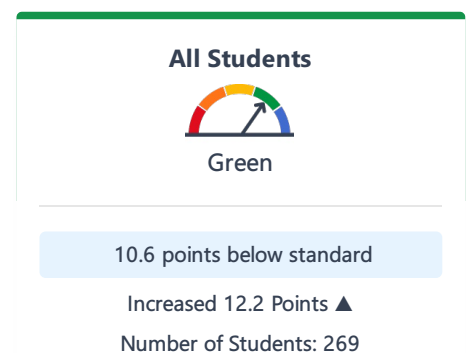 All Students
Green
10.6 points below standard
Increased 12.2 Points ▲
Number of Students: 269